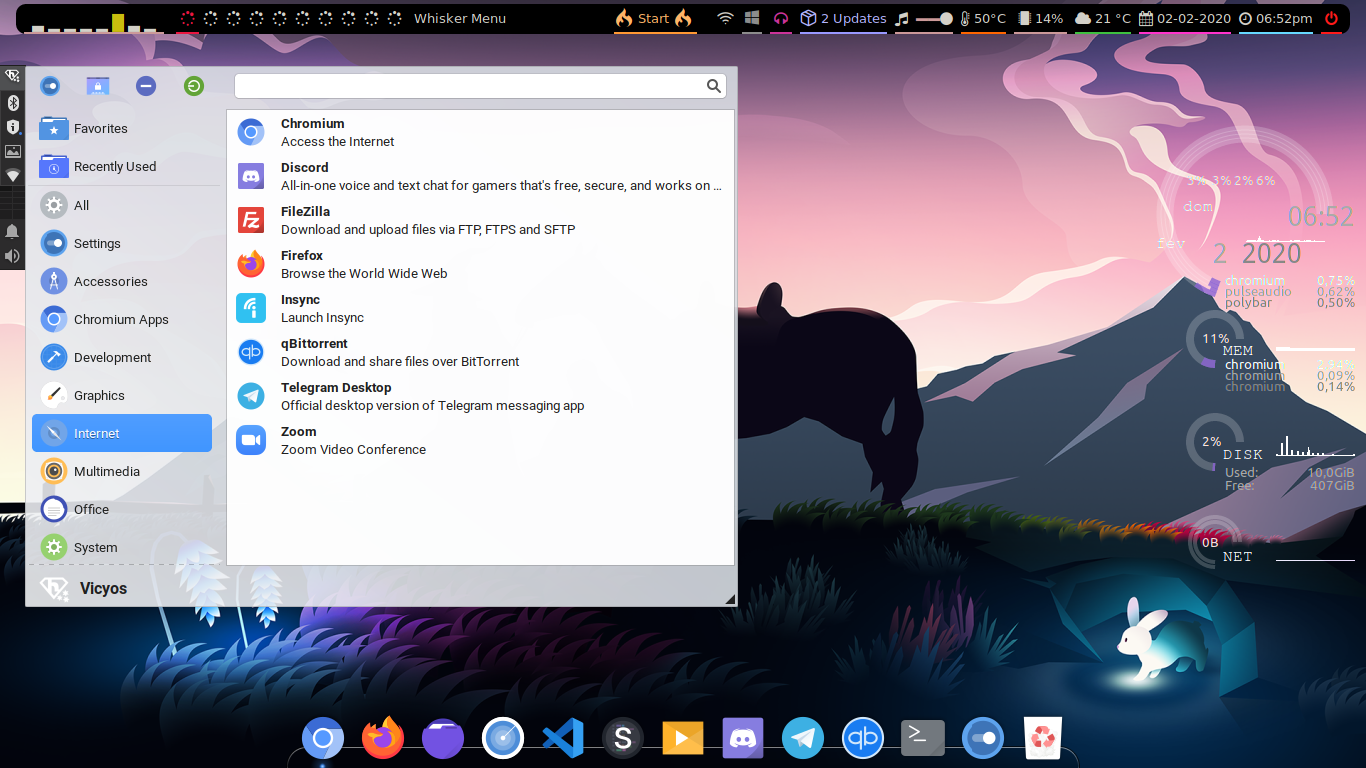 Whisker Menu
Start
2 Updates
50°C
14%
21 °C
02-02-2020
06:52pm
Favorites
Recently Used
All
Settings
Accessories
Chromium Apps
Development
Graphics
Internet
Multimedia
Office
System
Vicyos
Chromium
Access the Internet
Discord
All-in-one voice and text chat for gamers that's free, secure, and works on ...
FileZilla
Download and upload files via FTP, FTPS and SFTP
Firefox
Browse the World Wide Web
Insync
Launch Insync
qBittorrent
Download and share files over BitTorrent
Telegram Desktop
Official desktop version of Telegram messaging app
Zoom
Zoom Video Conference
3% 2% 6%
dom
06:52
fev
2 2020
chromium 0,75%
pulseaudio 0,62%
polybar 0,50%
11%
MEM
chromium
chromium 0,09%
chromium 0,14%
2%
DISK
Used: 10,0GiB
Free: 407GiB
0B
NET